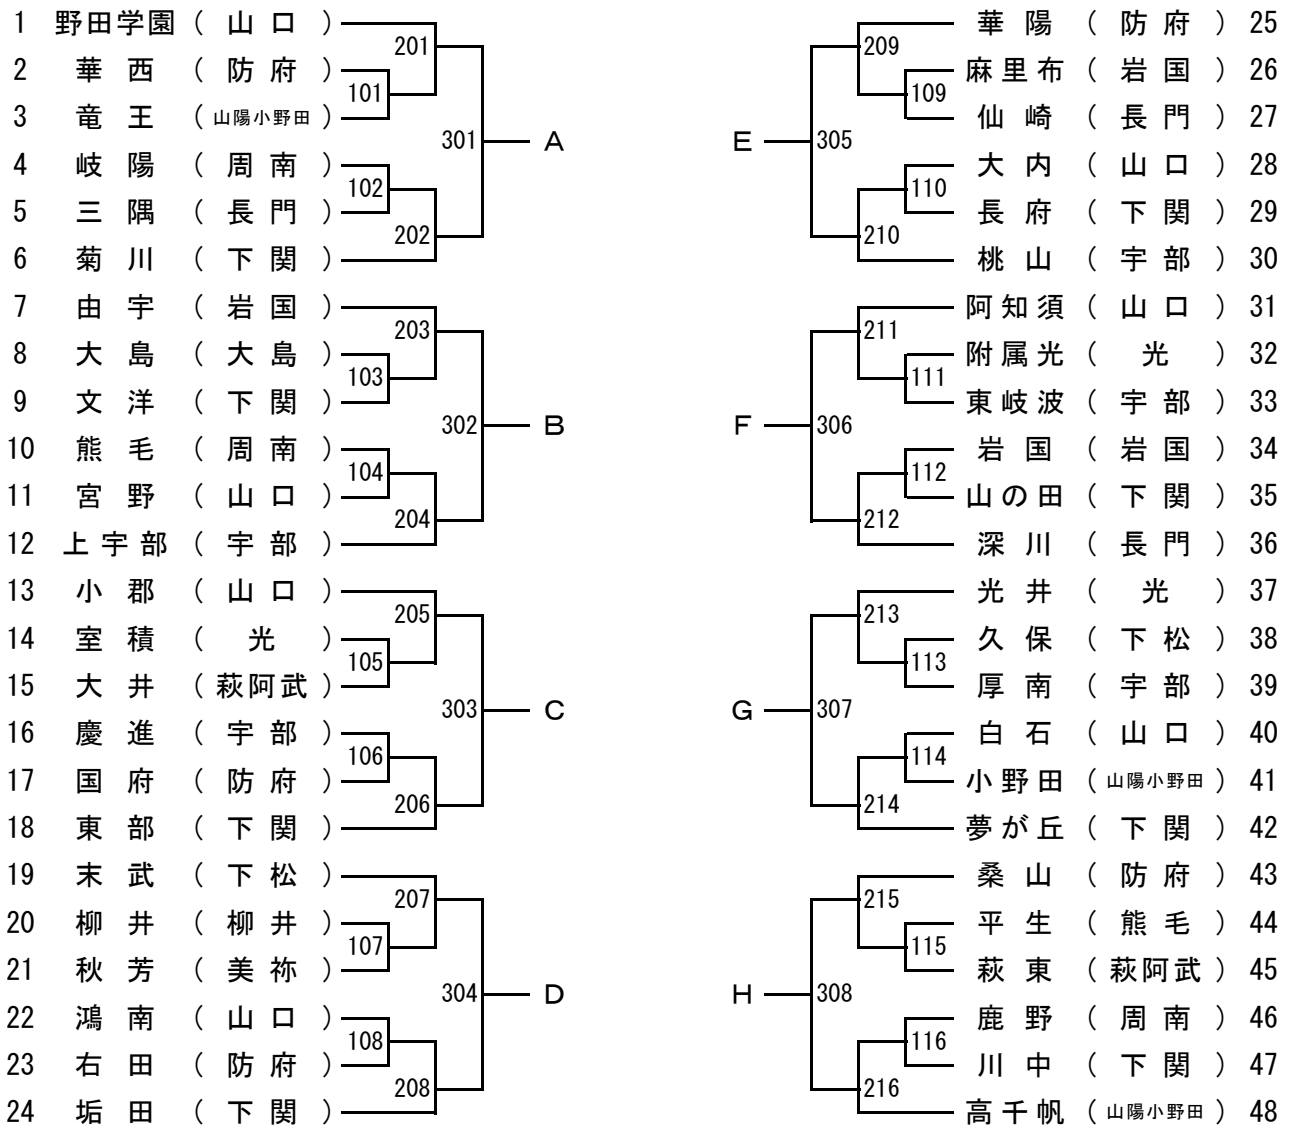 1 野田学園 ( 山口 )
2 華西 ( 防府 )
3 竜王 ( 山陽小野田 )
4 岐陽 ( 周南 )
5 三隅 ( 長門 )
6 菊川 ( 下関 )
201
101
102
202
301
A
7 由宇 ( 岩国 )
8 大島 ( 大島 )
9 文洋 ( 下関 )
10 熊毛 ( 周南 )
11 宮野 ( 山口 )
12 上宇部 ( 宇部 )
203
103
104
204
302
B
13 小郡 ( 山口 )
14 室積 ( 光 )
15 大井 ( 萩阿武 )
16 慶進 ( 宇部 )
17 国府 ( 防府 )
18 東部 ( 下関 )
205
105
106
206
303
C
19 末武 ( 下松 )
20 柳井 ( 柳井 )
21 秋芳 ( 美祢 )
22 鴻南 ( 山口 )
23 右田 ( 防府 )
24 垢田 ( 下関 )
207
107
108
208
304
D
華陽 ( 防府 ) 25
麻里布 ( 岩国 ) 26
仙崎 ( 長門 ) 27
大内 ( 山口 ) 28
長府 ( 下関 ) 29
桃山 ( 宇部 ) 30
209
109
110
210
305
E
阿知須 ( 山口 ) 31
附属光 ( 光 ) 32
東岐波 ( 宇部 ) 33
岩国 ( 岩国 ) 34
山の田 ( 下関 ) 35
深川 ( 長門 ) 36
211
111
112
212
306
F
光井 ( 光 ) 37
久保 ( 下松 ) 38
厚南 ( 宇部 ) 39
白石 ( 山口 ) 40
小野田 ( 山陽小野田 ) 41
夢が丘 ( 下関 ) 42
213
113
114
214
307
G
桑山 ( 防府 ) 43
平生 ( 熊毛 ) 44
萩東 ( 萩阿武 ) 45
鹿野 ( 周南 ) 46
川中 ( 下関 ) 47
高千帆 ( 山陽小野田 ) 48
215
115
116
216
308
H